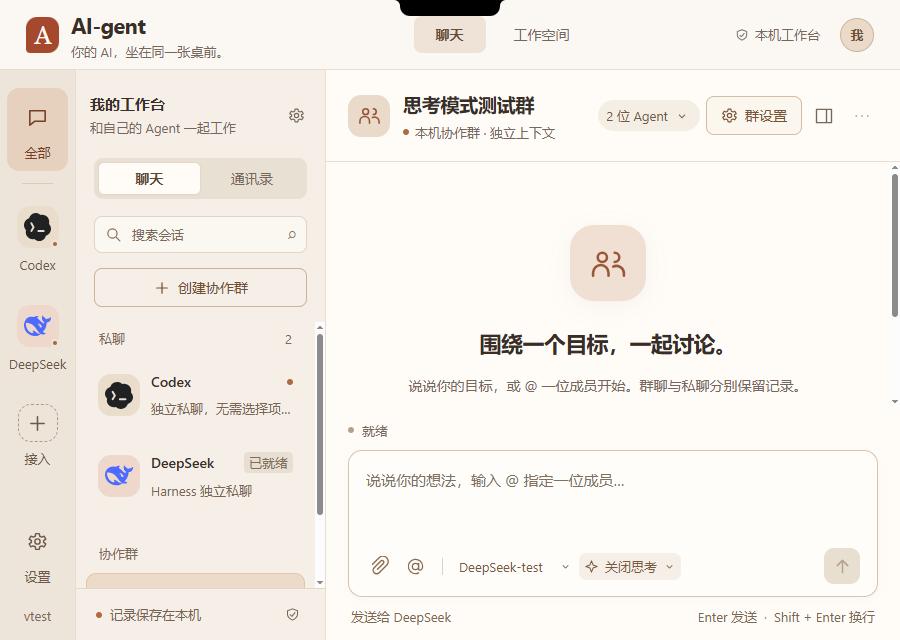 A
AI-gent
你的 AI，坐在同一张桌前。
聊天
工作空间
本机工作台
我
全部
Codex
DeepSeek
接入
设置
vtest
我的工作台
和自己的 Agent 一起工作
聊天
通讯录
搜索会话
创建协作群
私聊
2
Codex
独立私聊，无需选择项...
DeepSeek
已就绪
Harness 独立私聊
协作群
记录保存在本机
思考模式测试群
本机协作群 · 独立上下文
2 位 Agent
群设置
围绕一个目标，一起讨论。
说说你的目标，或 @ 一位成员开始。群聊与私聊分别保留记录。
就绪
说说你的想法，输入 @ 指定一位成员...
DeepSeek-test
关闭思考
发送给 DeepSeek
Enter 发送 · Shift + Enter 换行